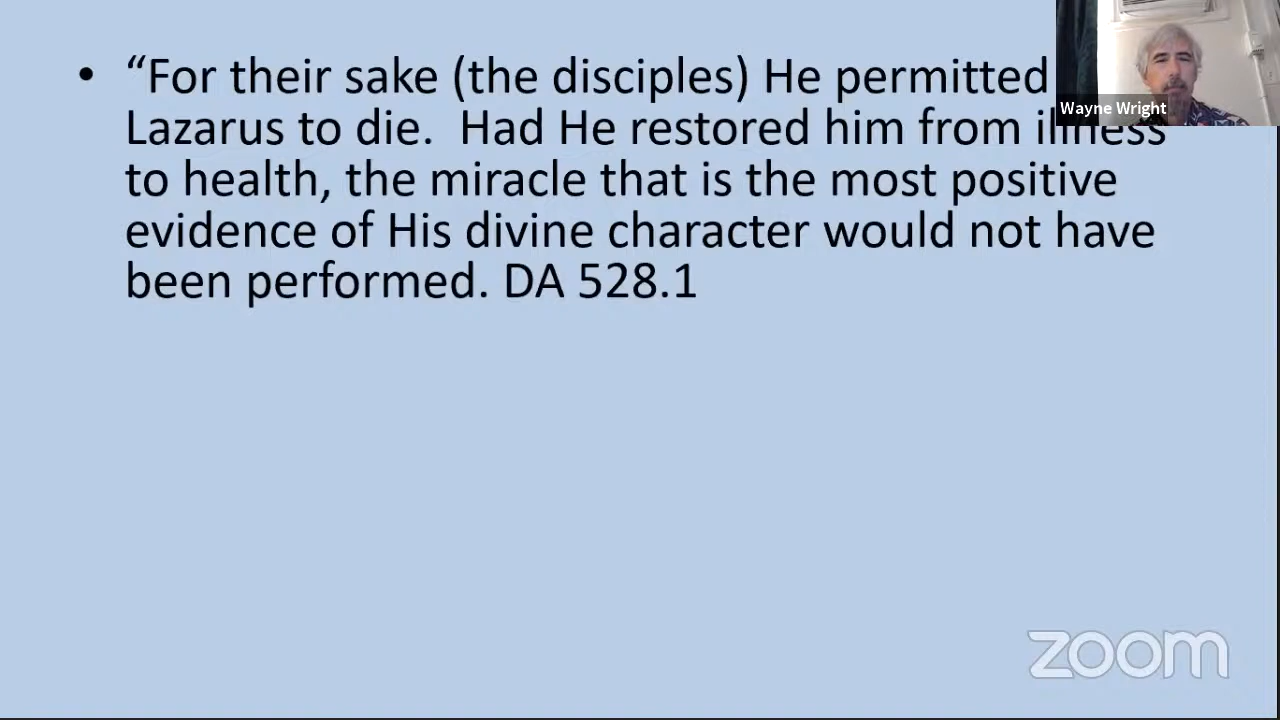 • “For their sake (the disciples) He permitted
Lazarus to die.  Had He restored him from illness
to health, the miracle that is the most positive
evidence of His divine character would not have
been performed. DA 528.1
Wayne Wright
zoom